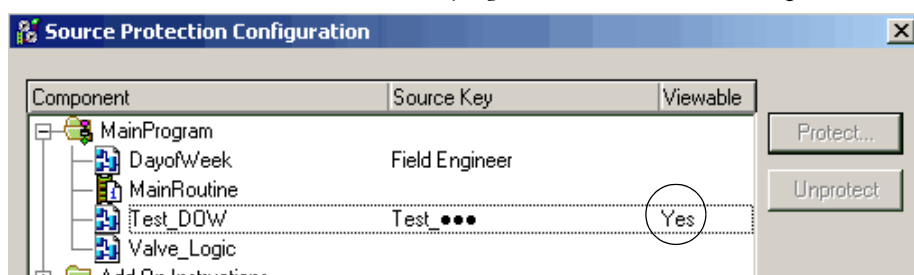 Source Protection Configuration
Component Source Key Viewable
MainProgram
Protect...
DayofWeek Field Engineer
MainRoutine
Unprotect
Test_DOW Test_●●● Yes
Valve_Logic